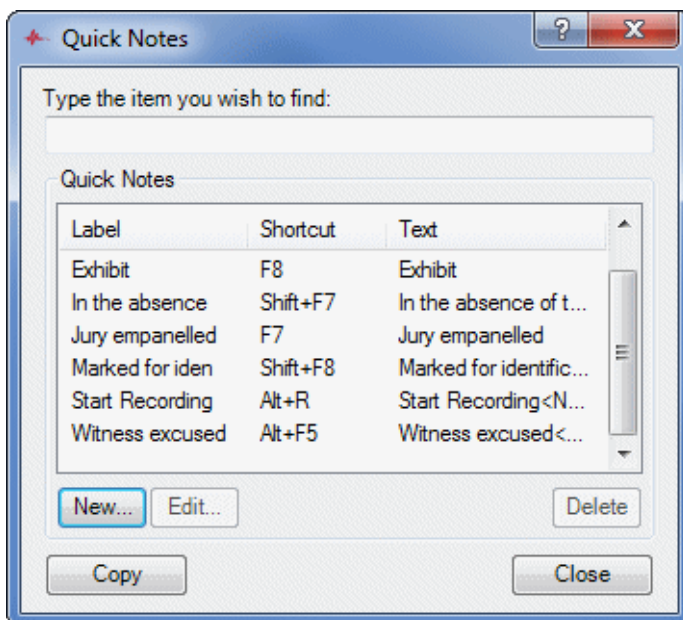 Quick Notes
Type the item you wish to find:
Quick Notes
Label Shortcut Text
Exhibit F8 Exhibit
In the absence Shift+F7 In the absence of t...
Jury empanelled F7 Jury empanelled
Marked for iden Shift+F8 Marked for identific...
Start Recording Alt+R Start Recording<N...
Witness excused Alt+F5 Witness excused<...
New... Edit... Delete
Copy Close